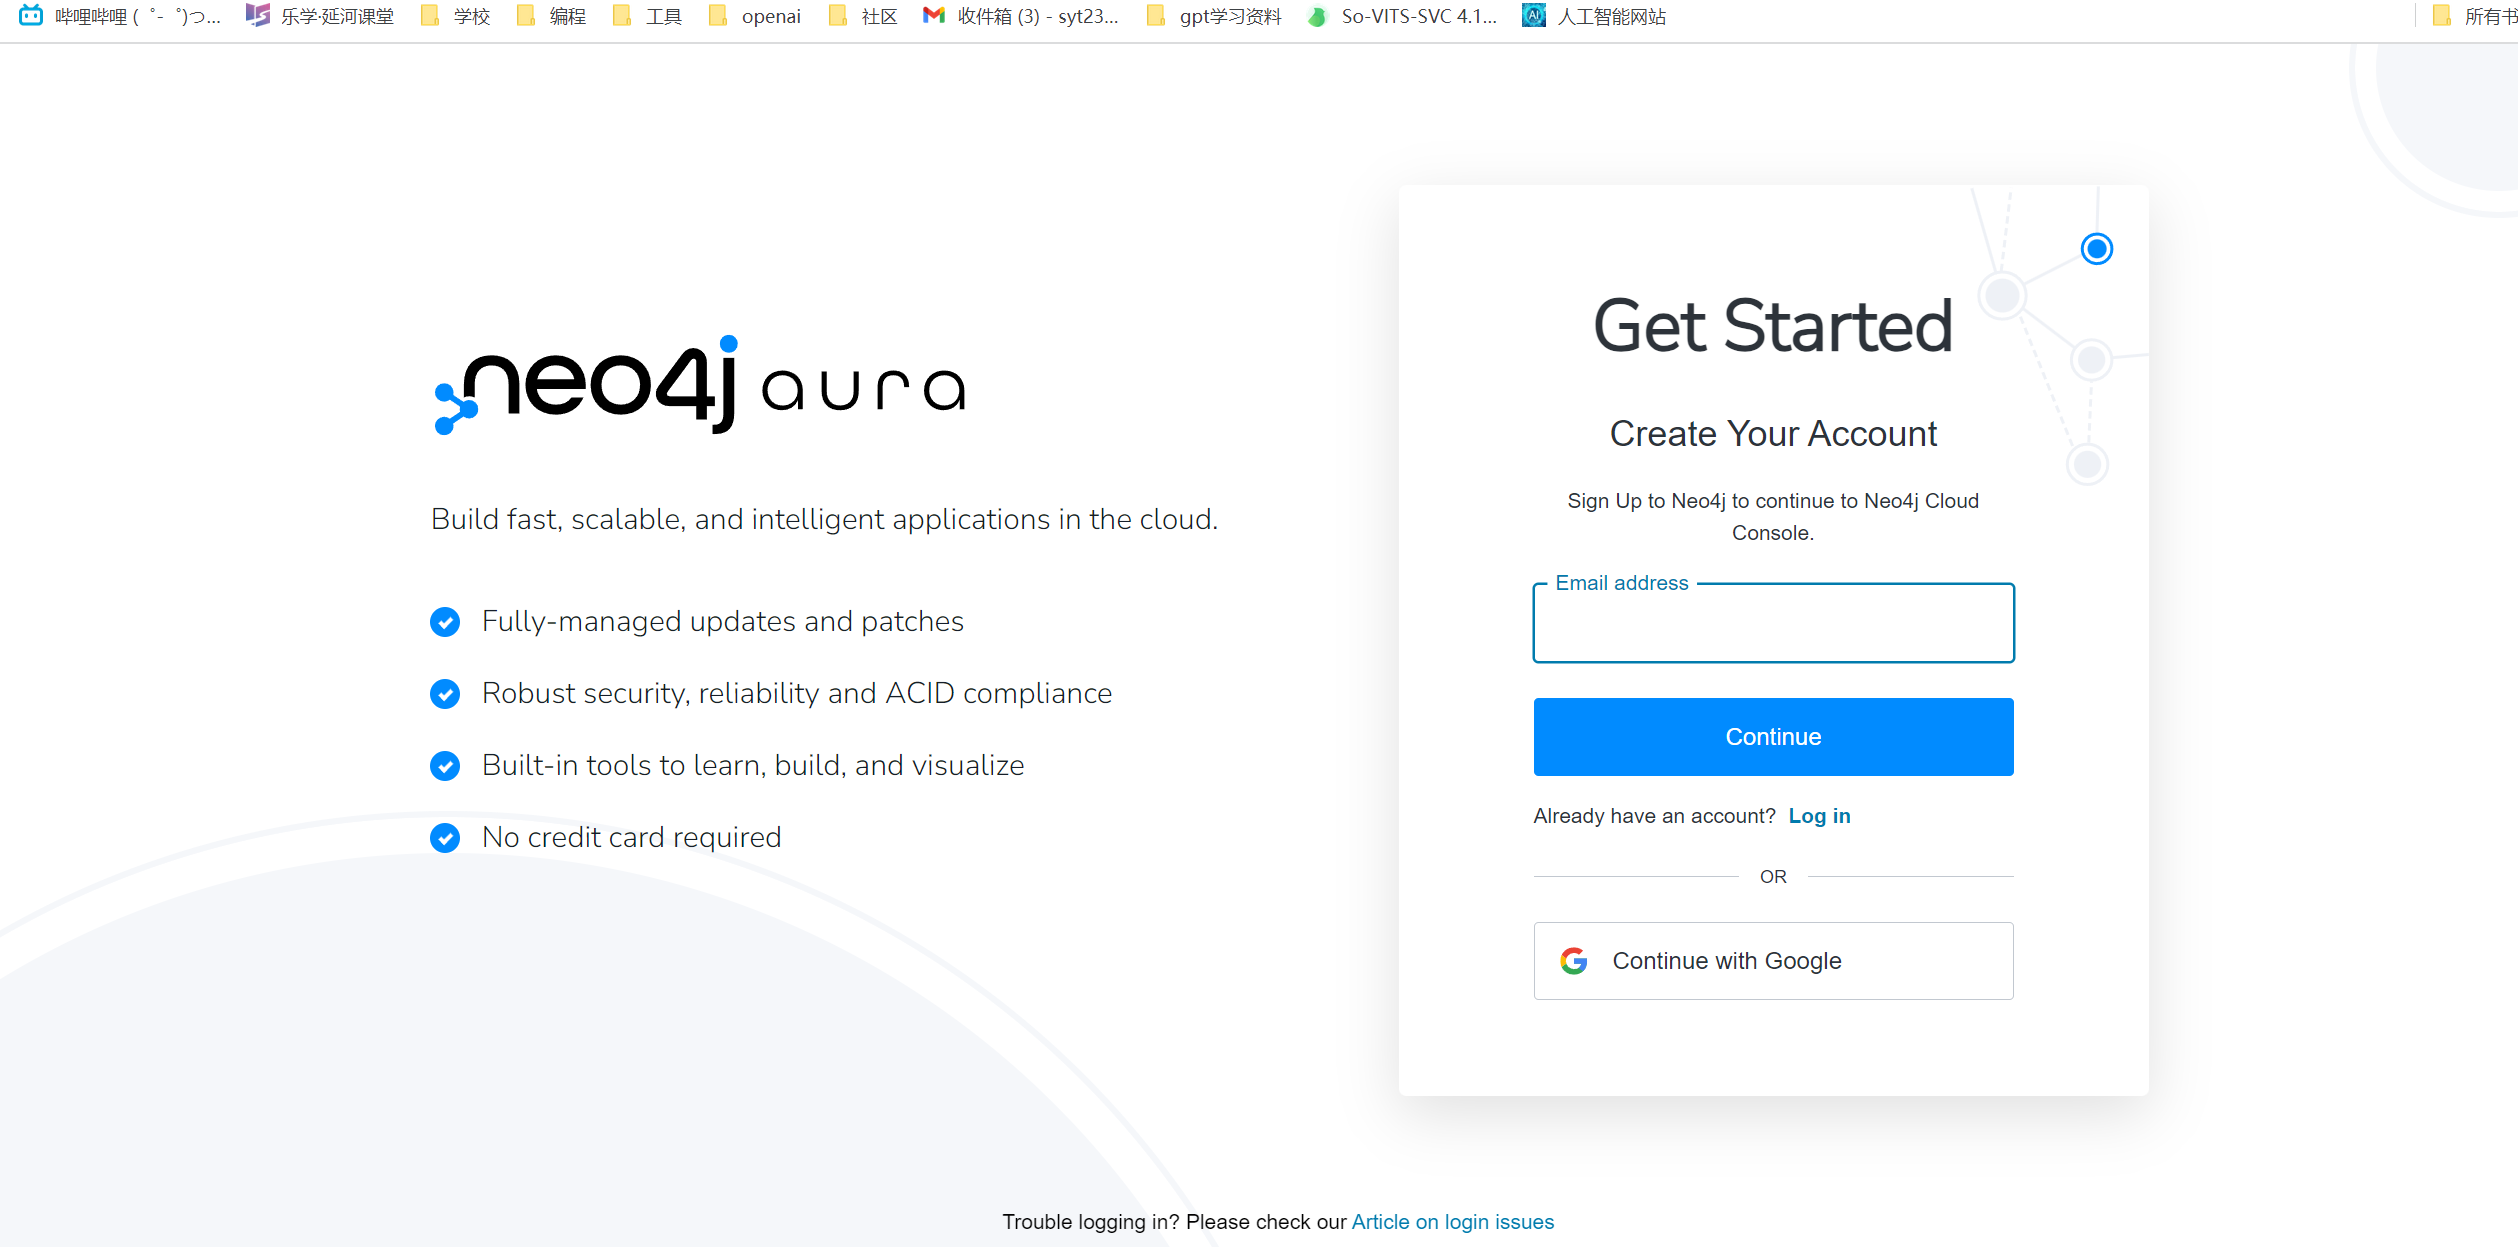 哔哩哔哩 (゜-゜)つ... 乐学·延河课堂 学校 编程 工具 openai 社区 收件箱 (3) - syt23... gpt学习资料 So-VITS-SVC 4.1... AI 人工智能网站 所有书
neo4j aura
Build fast, scalable, and intelligent applications in the cloud.
Fully-managed updates and patches
Robust security, reliability and ACID compliance
Built-in tools to learn, build, and visualize
No credit card required
Get Started
Create Your Account
Sign Up to Neo4j to continue to Neo4j Cloud
Console.
Email address
Continue
Already have an account? Log in
OR
Continue with Google
Trouble logging in? Please check our Article on login issues